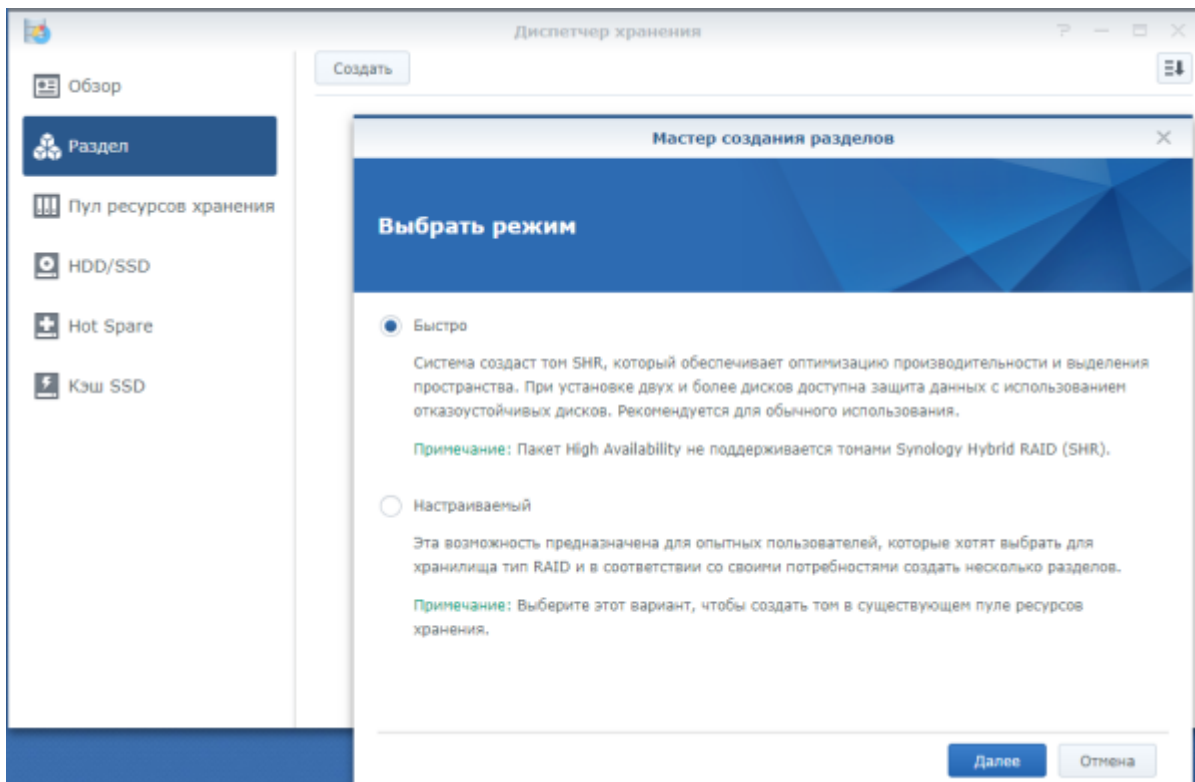 Диспетчер хранения
Обзор
Раздел
Пул ресурсов хранения
HDD/SSD
Hot Spare
Кэш SSD
Создать
Мастер создания разделов
Выбрать режим
Быстро
Система создаст том SHR, который обеспечивает оптимизацию производительности и выделения
пространства. При установке двух и более дисков доступна защита данных с использованием
отказоустойчивых дисков. Рекомендуется для обычного использования.
Примечание: Пакет High Availability не поддерживается томами Synology Hybrid RAID (SHR).
Настраиваемый
Эта возможность предназначена для опытных пользователей, которые хотят выбрать для
хранилища тип RAID и в соответствии со своими потребностями создать несколько разделов.
Примечание: Выберите этот вариант, чтобы создать том в существующем пуле ресурсов
хранения.
Далее
Отмена